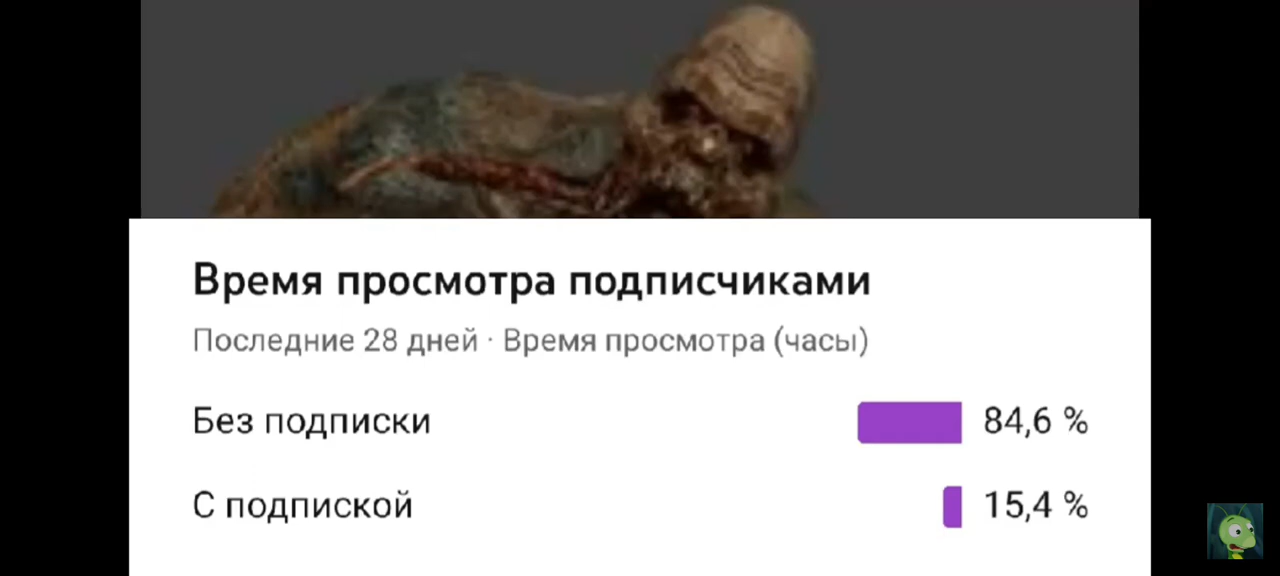 Время просмотра подписчиками
Последние 28 дней · Время просмотра (часы)
Без подписки 84,6 %
С подпиской 15,4 %